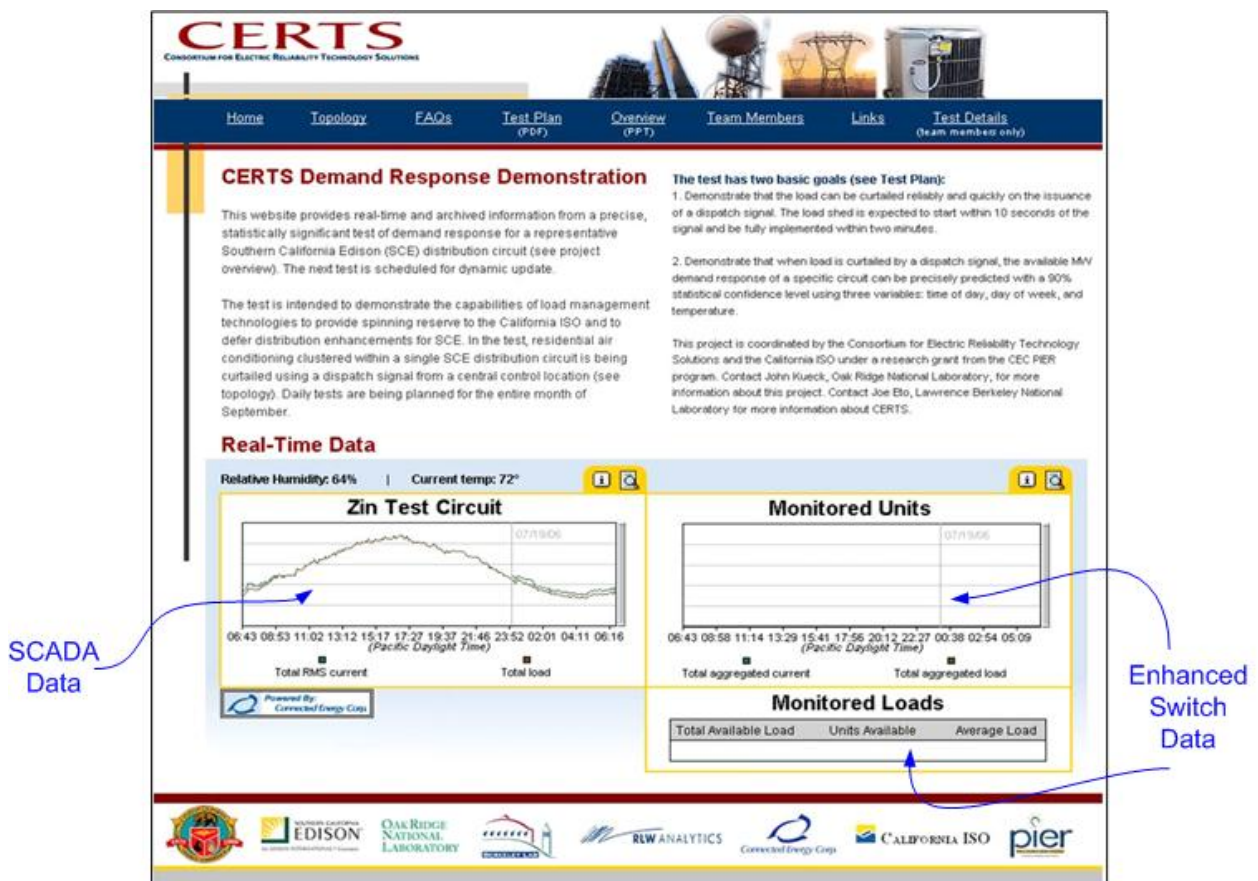 CERTS
CONSORTIUM FOR ELECTRIC RELIABILITY TECHNOLOGY SOLUTIONS
Home Topology FAQs Test Plan (PDF) Overview (PPT) Team Members Links Test Details (team members only)
CERTS Demand Response Demonstration
This website provides real-time and archived information from a precise,
statistically significant test of demand response for a representative
Southern California Edison (SCE) distribution circuit (see project
overview). The next test is scheduled for dynamic update.
The test is intended to demonstrate the capabilities of load management
technologies to provide spinning reserve to the California ISO and to
defer distribution enhancements for SCE. In the test, residential air
conditioning clustered within a single SCE distribution circuit is being
curtailed using a dispatch signal from a central control location (see
topology). Daily tests are being planned for the entire month of
September.
The test has two basic goals (see Test Plan):
1. Demonstrate that the load can be curtailed reliably and quickly on the issuance
of a dispatch signal. The load shed is expected to start within 10 seconds of the
signal and be fully implemented within two minutes.
2. Demonstrate that when load is curtailed by a dispatch signal, the available MW
demand response of a specific circuit can be precisely predicted with a 90%
statistical confidence level using three variables: time of day, day of week, and
temperature.
This project is coordinated by the Consortium for Electric Reliability Technology
Solutions and the California ISO under a research grant from the CEC PIER
program. Contact John Kueck, Oak Ridge National Laboratory, for more
information about this project. Contact Joe Eto, Lawrence Berkeley National
Laboratory for more information about CERTS.
Real-Time Data
Relative Humidity: 64% | Current temp: 72°
i
Zin Test Circuit
07/19/06
06:43 08:53 11:02 13:12 15:17 17:27 19:37 21:46 23:52 02:01 04:11 06:16
(Pacific Daylight Time)
Total RMS current Total load
Powered By:
Connected Energy Corp.
i
Monitored Units
07/19/06
06:43 08:58 11:14 13:29 15:41 17:56 20:12 22:27 00:38 02:54 05:09
(Pacific Daylight Time)
Total aggregated current Total aggregated load
Monitored Loads
Total Available Load Units Available Average Load
SCADA
Data
Enhanced
Switch
Data
SOUTHERN CALIFORNIA
EDISON
An EDISON INTERNATIONAL Company
OAK RIDGE
NATIONAL
LABORATORY
BERKELEY LAB
RLW ANALYTICS
Connected Energy Corp.
CALIFORNIA ISO
pier